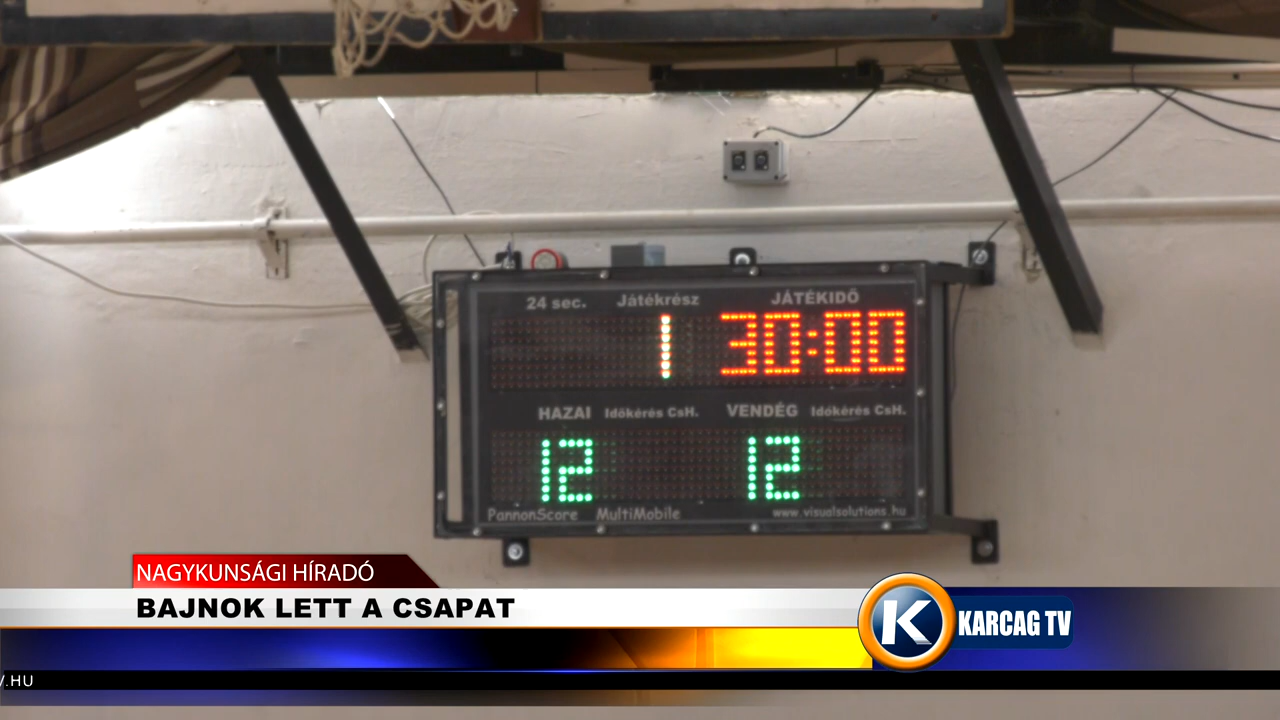 24 sec. Játékrész JÁTÉKIDŐ
1 30:00
HAZAI Időkérés CsH. VENDÉG Időkérés CsH.
12 12
PannonScore MultiMobile www.visualsolutions.hu
NAGYKUNSÁGI HÍRADÓ
BAJNOK LETT A CSAPAT
K KARCAG TV
.HU